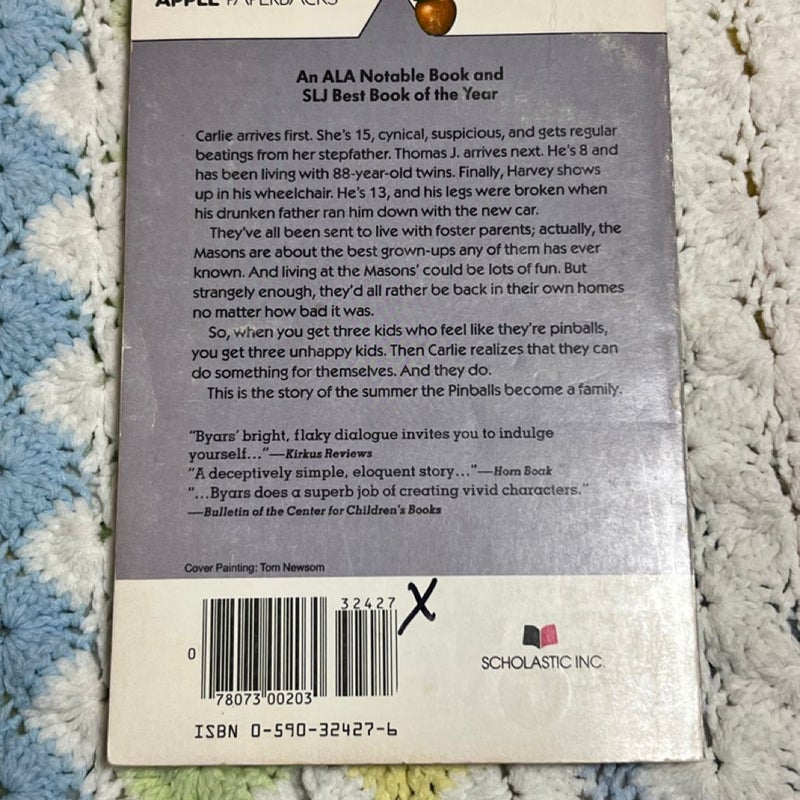 APPLE PAPERBACKS
An ALA Notable Book and
SLJ Best Book of the Year
Carlie arrives first. She's 15, cynical, suspicious, and gets regular
beatings from her stepfather. Thomas J. arrives next. He's 8 and
has been living with 88-year-old twins. Finally, Harvey shows
up in his wheelchair. He's 13, and his legs were broken when
his drunken father ran him down with the new car.
They've all been sent to live with foster parents; actually, the
Masons are about the best grown-ups any of them has ever
known. And living at the Masons' could be lots of fun. But
strangely enough, they'd all rather be back in their own homes
no matter how bad it was.
So, when you get three kids who feel like they're pinballs,
you get three unhappy kids. Then Carlie realizes that they can
do something for themselves. And they do.
This is the story of the summer the Pinballs become a family.
"Byars' bright, flaky dialogue invites you to indulge
yourself..."—Kirkus Reviews
"A deceptively simple, eloquent story..."—Horn Book
"...Byars does a superb job of creating vivid characters."
—Bulletin of the Center for Children's Books
Cover Painting: Tom Newsom
32427
X
0
78073 00203
SCHOLASTIC INC.
ISBN 0-590-32427-6